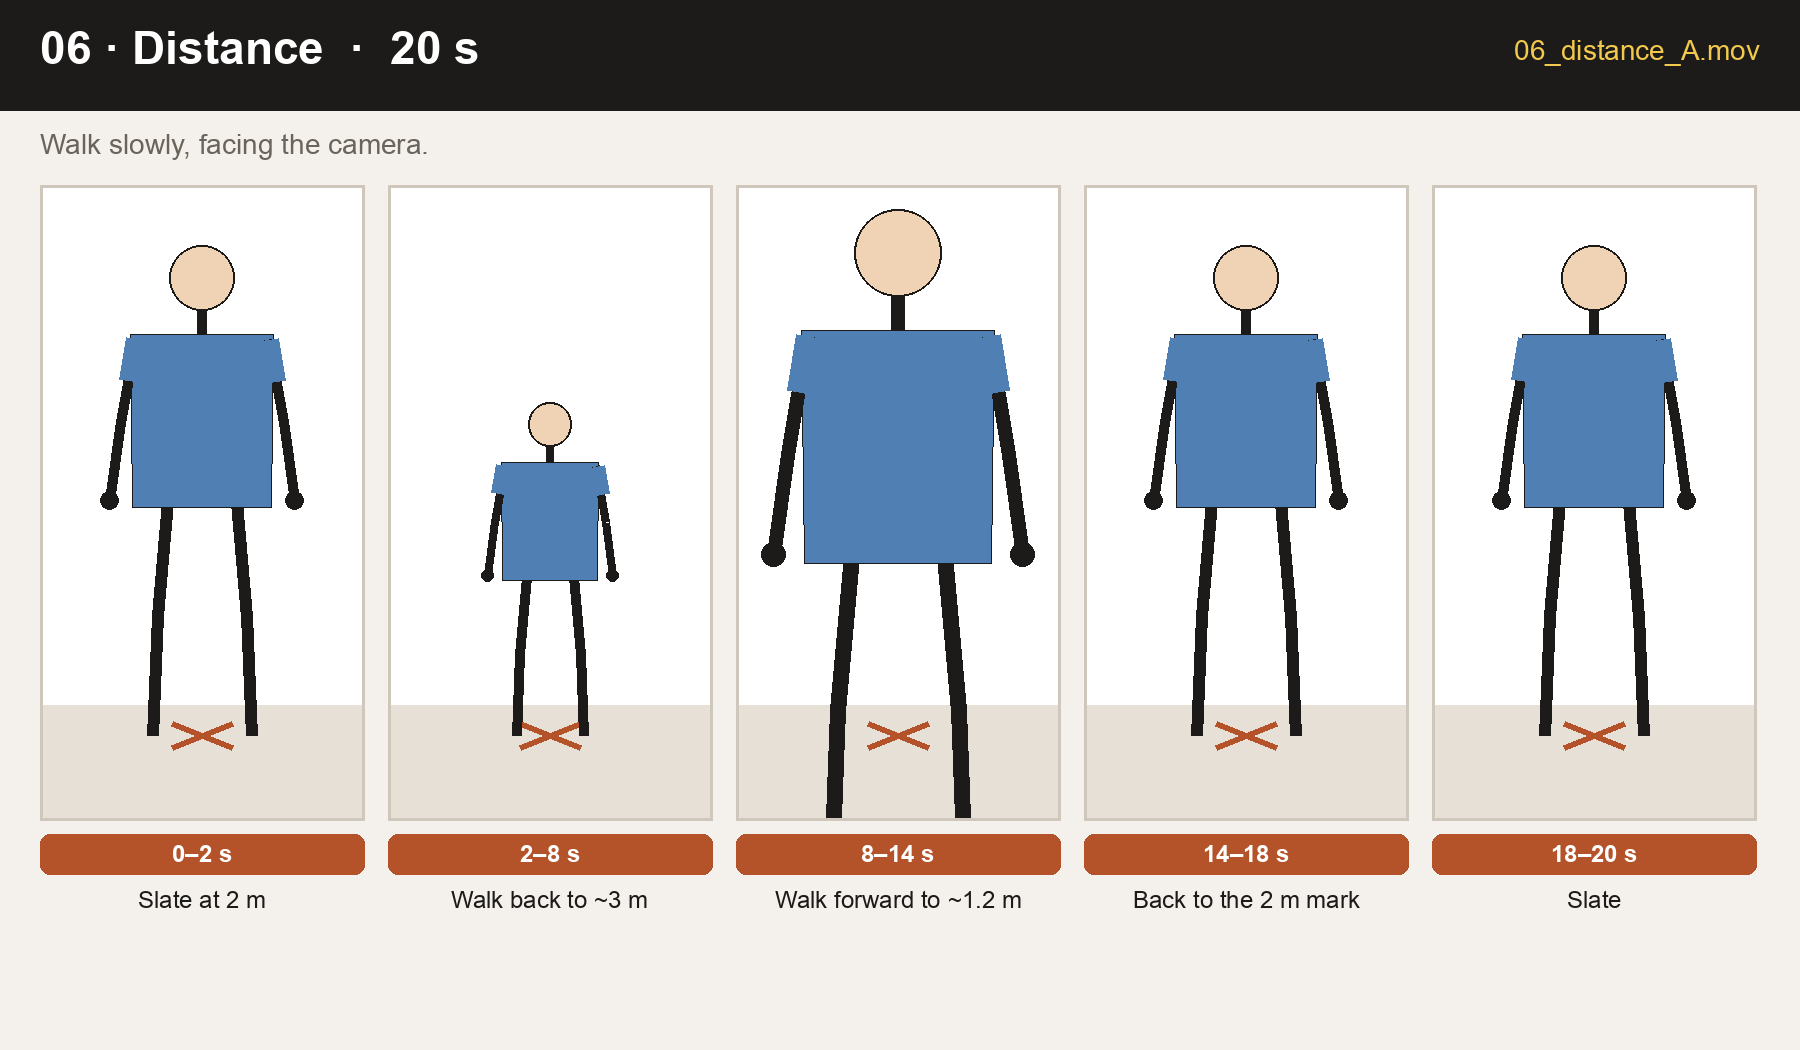 06 · Distance · 20 s
06_distance_A.mov
Walk slowly, facing the camera.
0–2 s
2–8 s
8–14 s
14–18 s
18–20 s
Slate at 2 m
Walk back to ~3 m
Walk forward to ~1.2 m
Back to the 2 m mark
Slate